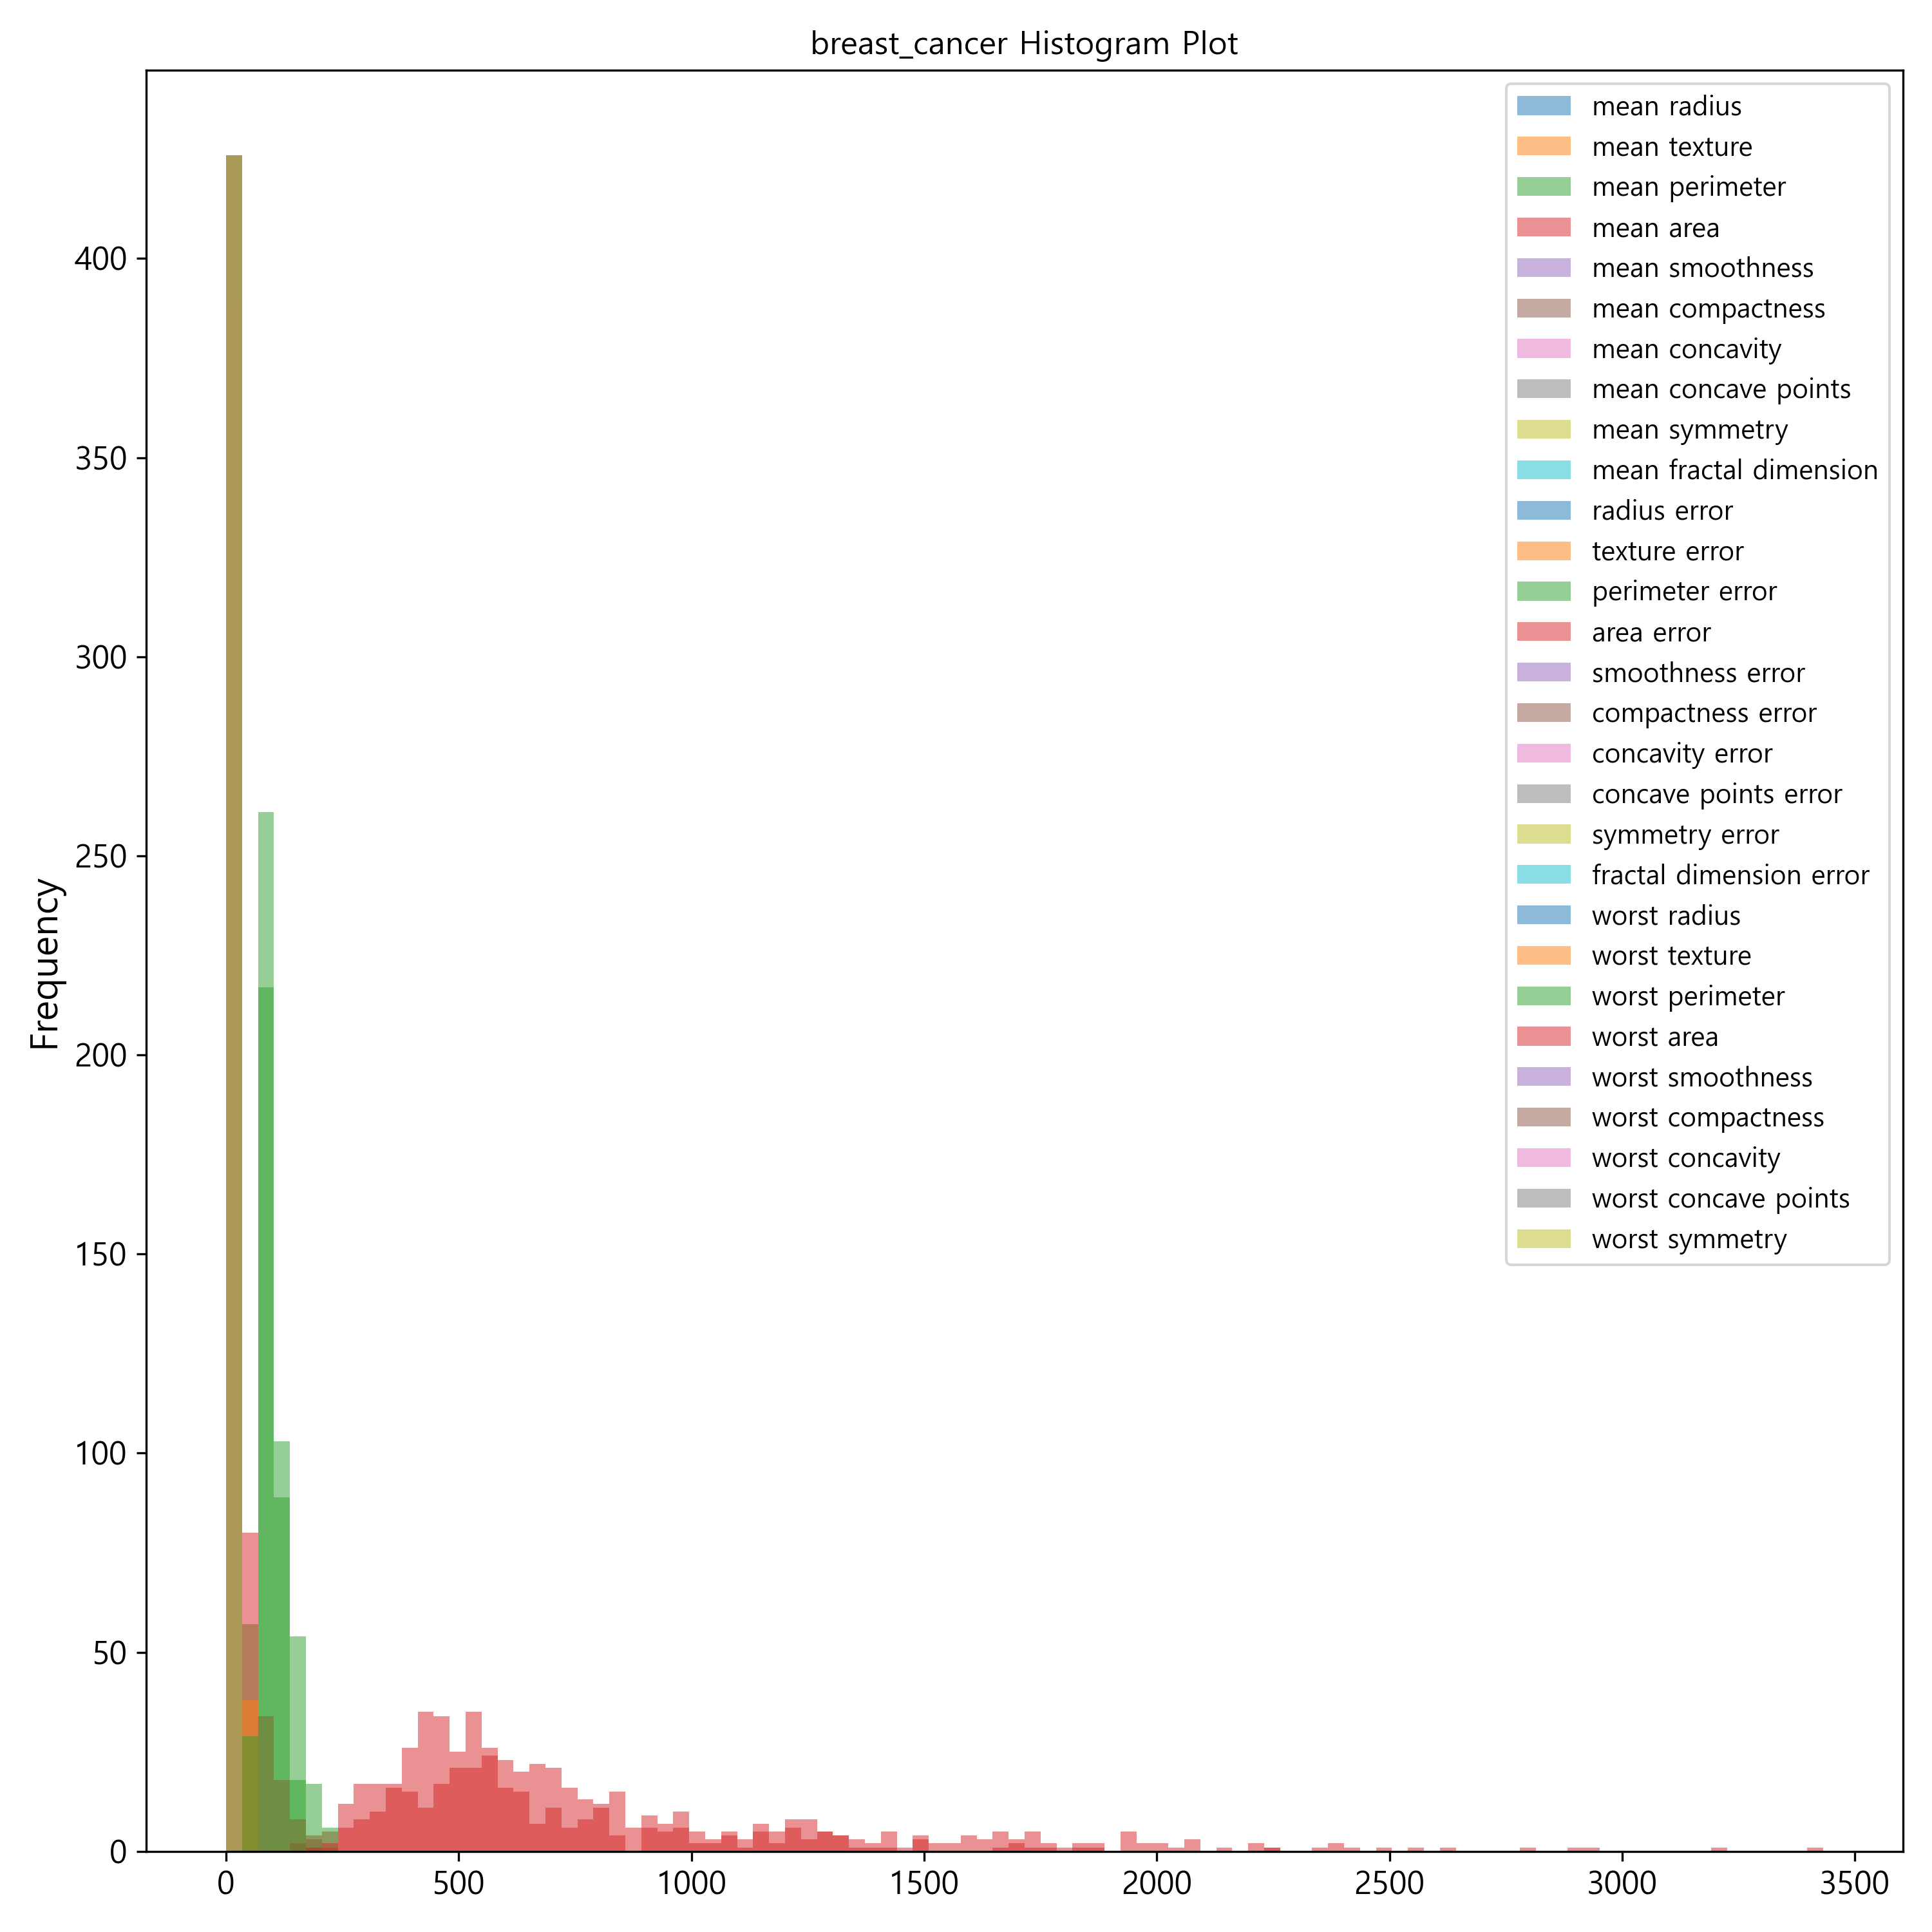 breast_cancer Histogram Plot
mean radius
mean texture
mean perimeter
mean area
mean smoothness
mean compactness
mean concavity
mean concave points
mean symmetry
mean fractal dimension
radius error
texture error
perimeter error
area error
smoothness error
compactness error
concavity error
concave points error
symmetry error
fractal dimension error
worst radius
worst texture
worst perimeter
worst area
worst smoothness
worst compactness
worst concavity
worst concave points
worst symmetry
Frequency
400
350
300
250
200
150
100
50
0
0 500 1000 1500 2000 2500 3000 3500